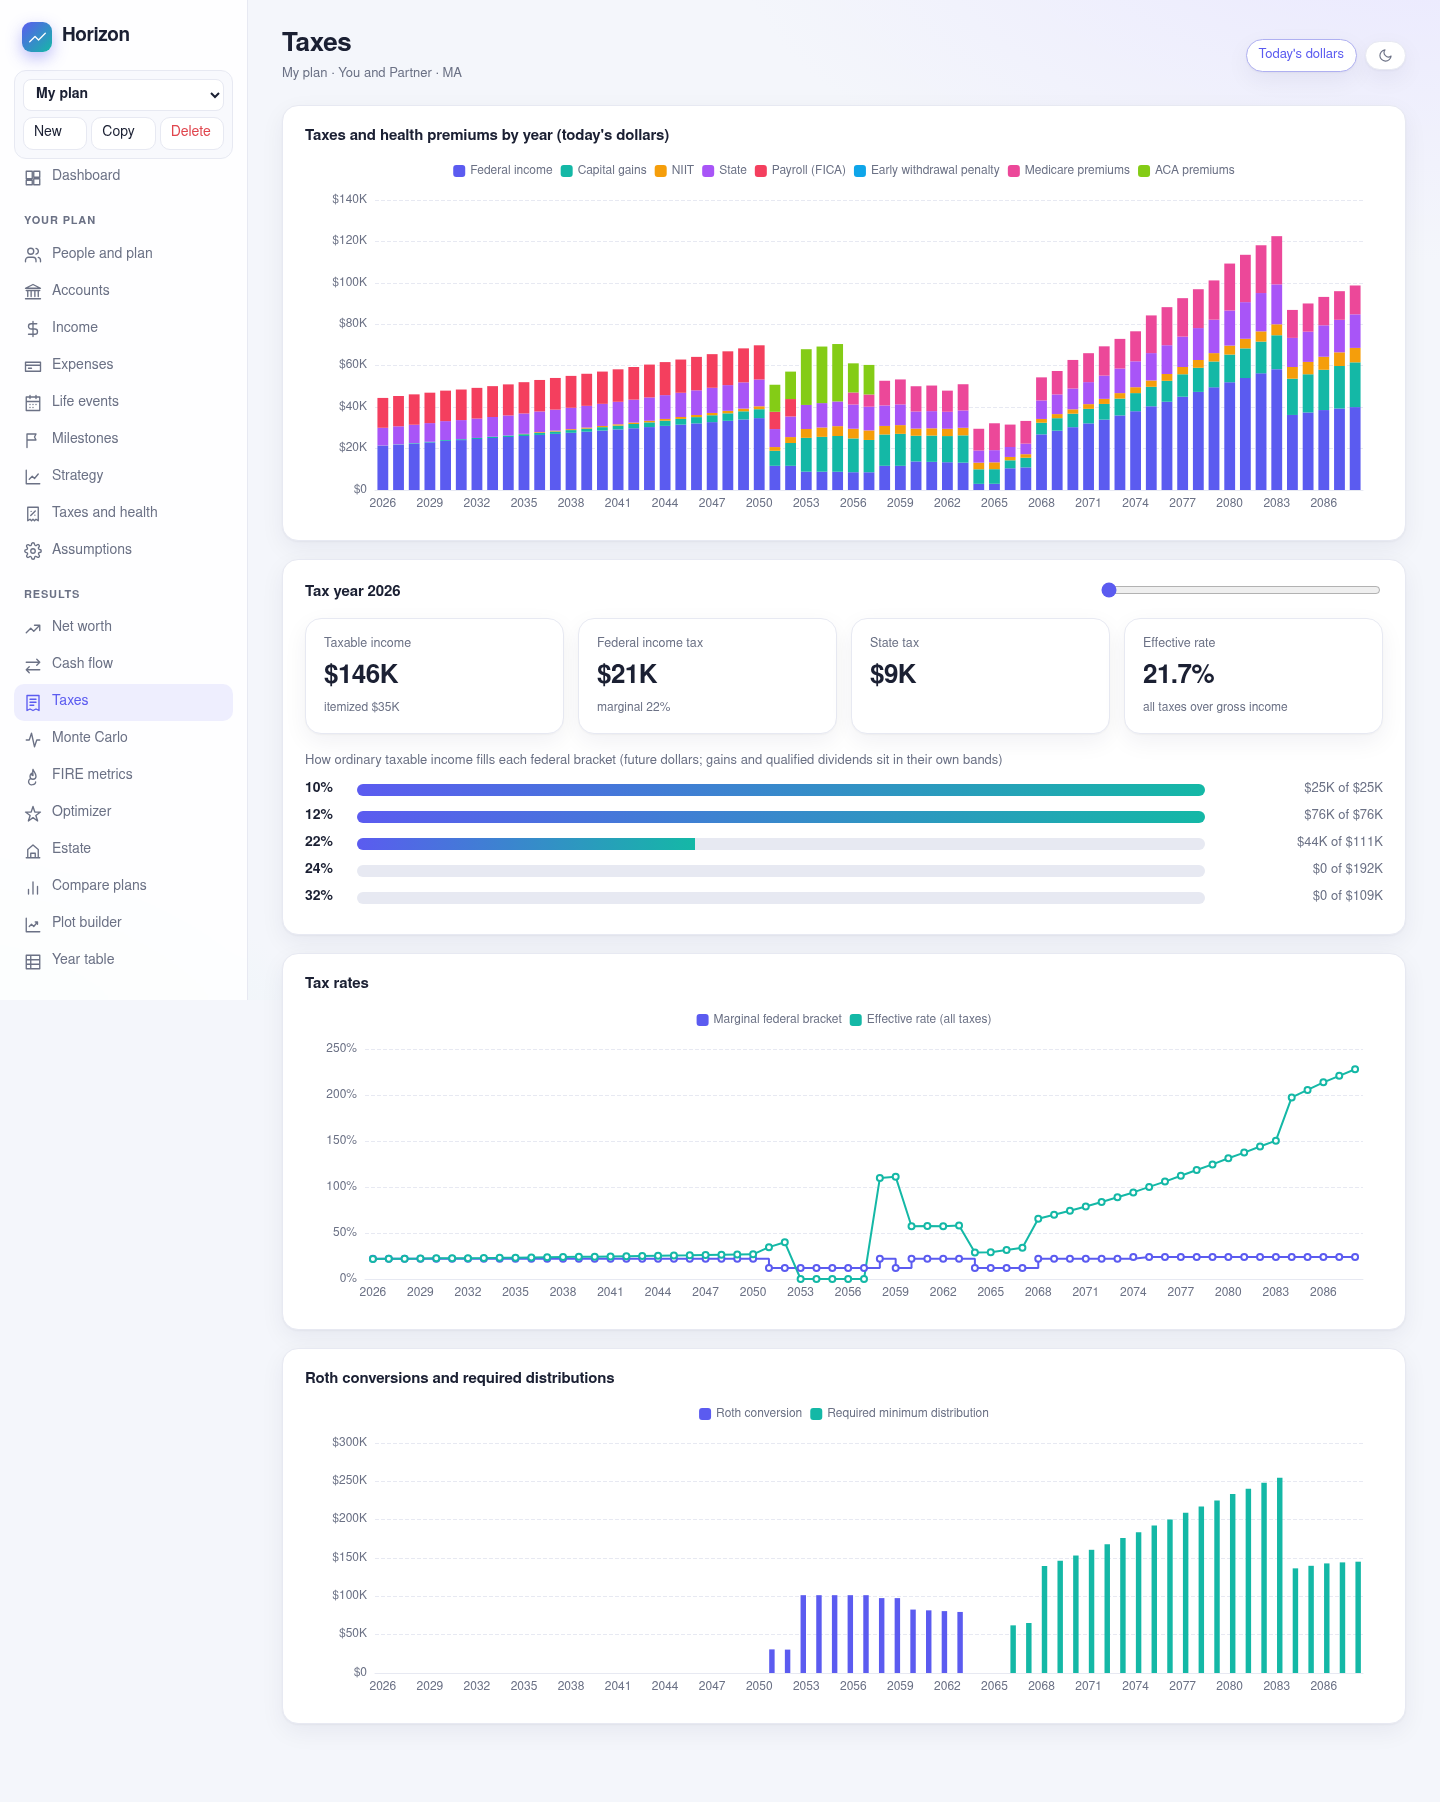 Horizon
My plan
New
Copy
Delete
Dashboard
YOUR PLAN
People and plan
Accounts
Income
Expenses
Life events
Milestones
Strategy
Taxes and health
Assumptions
RESULTS
Net worth
Cash flow
Taxes
Monte Carlo
FIRE metrics
Optimizer
Estate
Compare plans
Plot builder
Year table
Taxes
My plan · You and Partner · MA
Today's dollars
Taxes and health premiums by year (today's dollars)
Federal income Capital gains NIIT State Payroll (FICA) Early withdrawal penalty Medicare premiums ACA premiums
$140K
$120K
$100K
$80K
$60K
$40K
$20K
$0
2026 2029 2032 2035 2038 2041 2044 2047 2050 2053 2056 2059 2062 2065 2068 2071 2074 2077 2080 2083 2086
Tax year 2026
Taxable income
$146K
itemized $35K
Federal income tax
$21K
marginal 22%
State tax
$9K
Effective rate
21.7%
all taxes over gross income
How ordinary taxable income fills each federal bracket (future dollars; gains and qualified dividends sit in their own bands)
10% $25K of $25K
12% $76K of $76K
22% $44K of $111K
24% $0 of $192K
32% $0 of $109K
Tax rates
Marginal federal bracket Effective rate (all taxes)
250%
200%
150%
100%
50%
0%
2026 2029 2032 2035 2038 2041 2044 2047 2050 2053 2056 2059 2062 2065 2068 2071 2074 2077 2080 2083 2086
Roth conversions and required distributions
Roth conversion Required minimum distribution
$300K
$250K
$200K
$150K
$100K
$50K
$0
2026 2029 2032 2035 2038 2041 2044 2047 2050 2053 2056 2059 2062 2065 2068 2071 2074 2077 2080 2083 2086